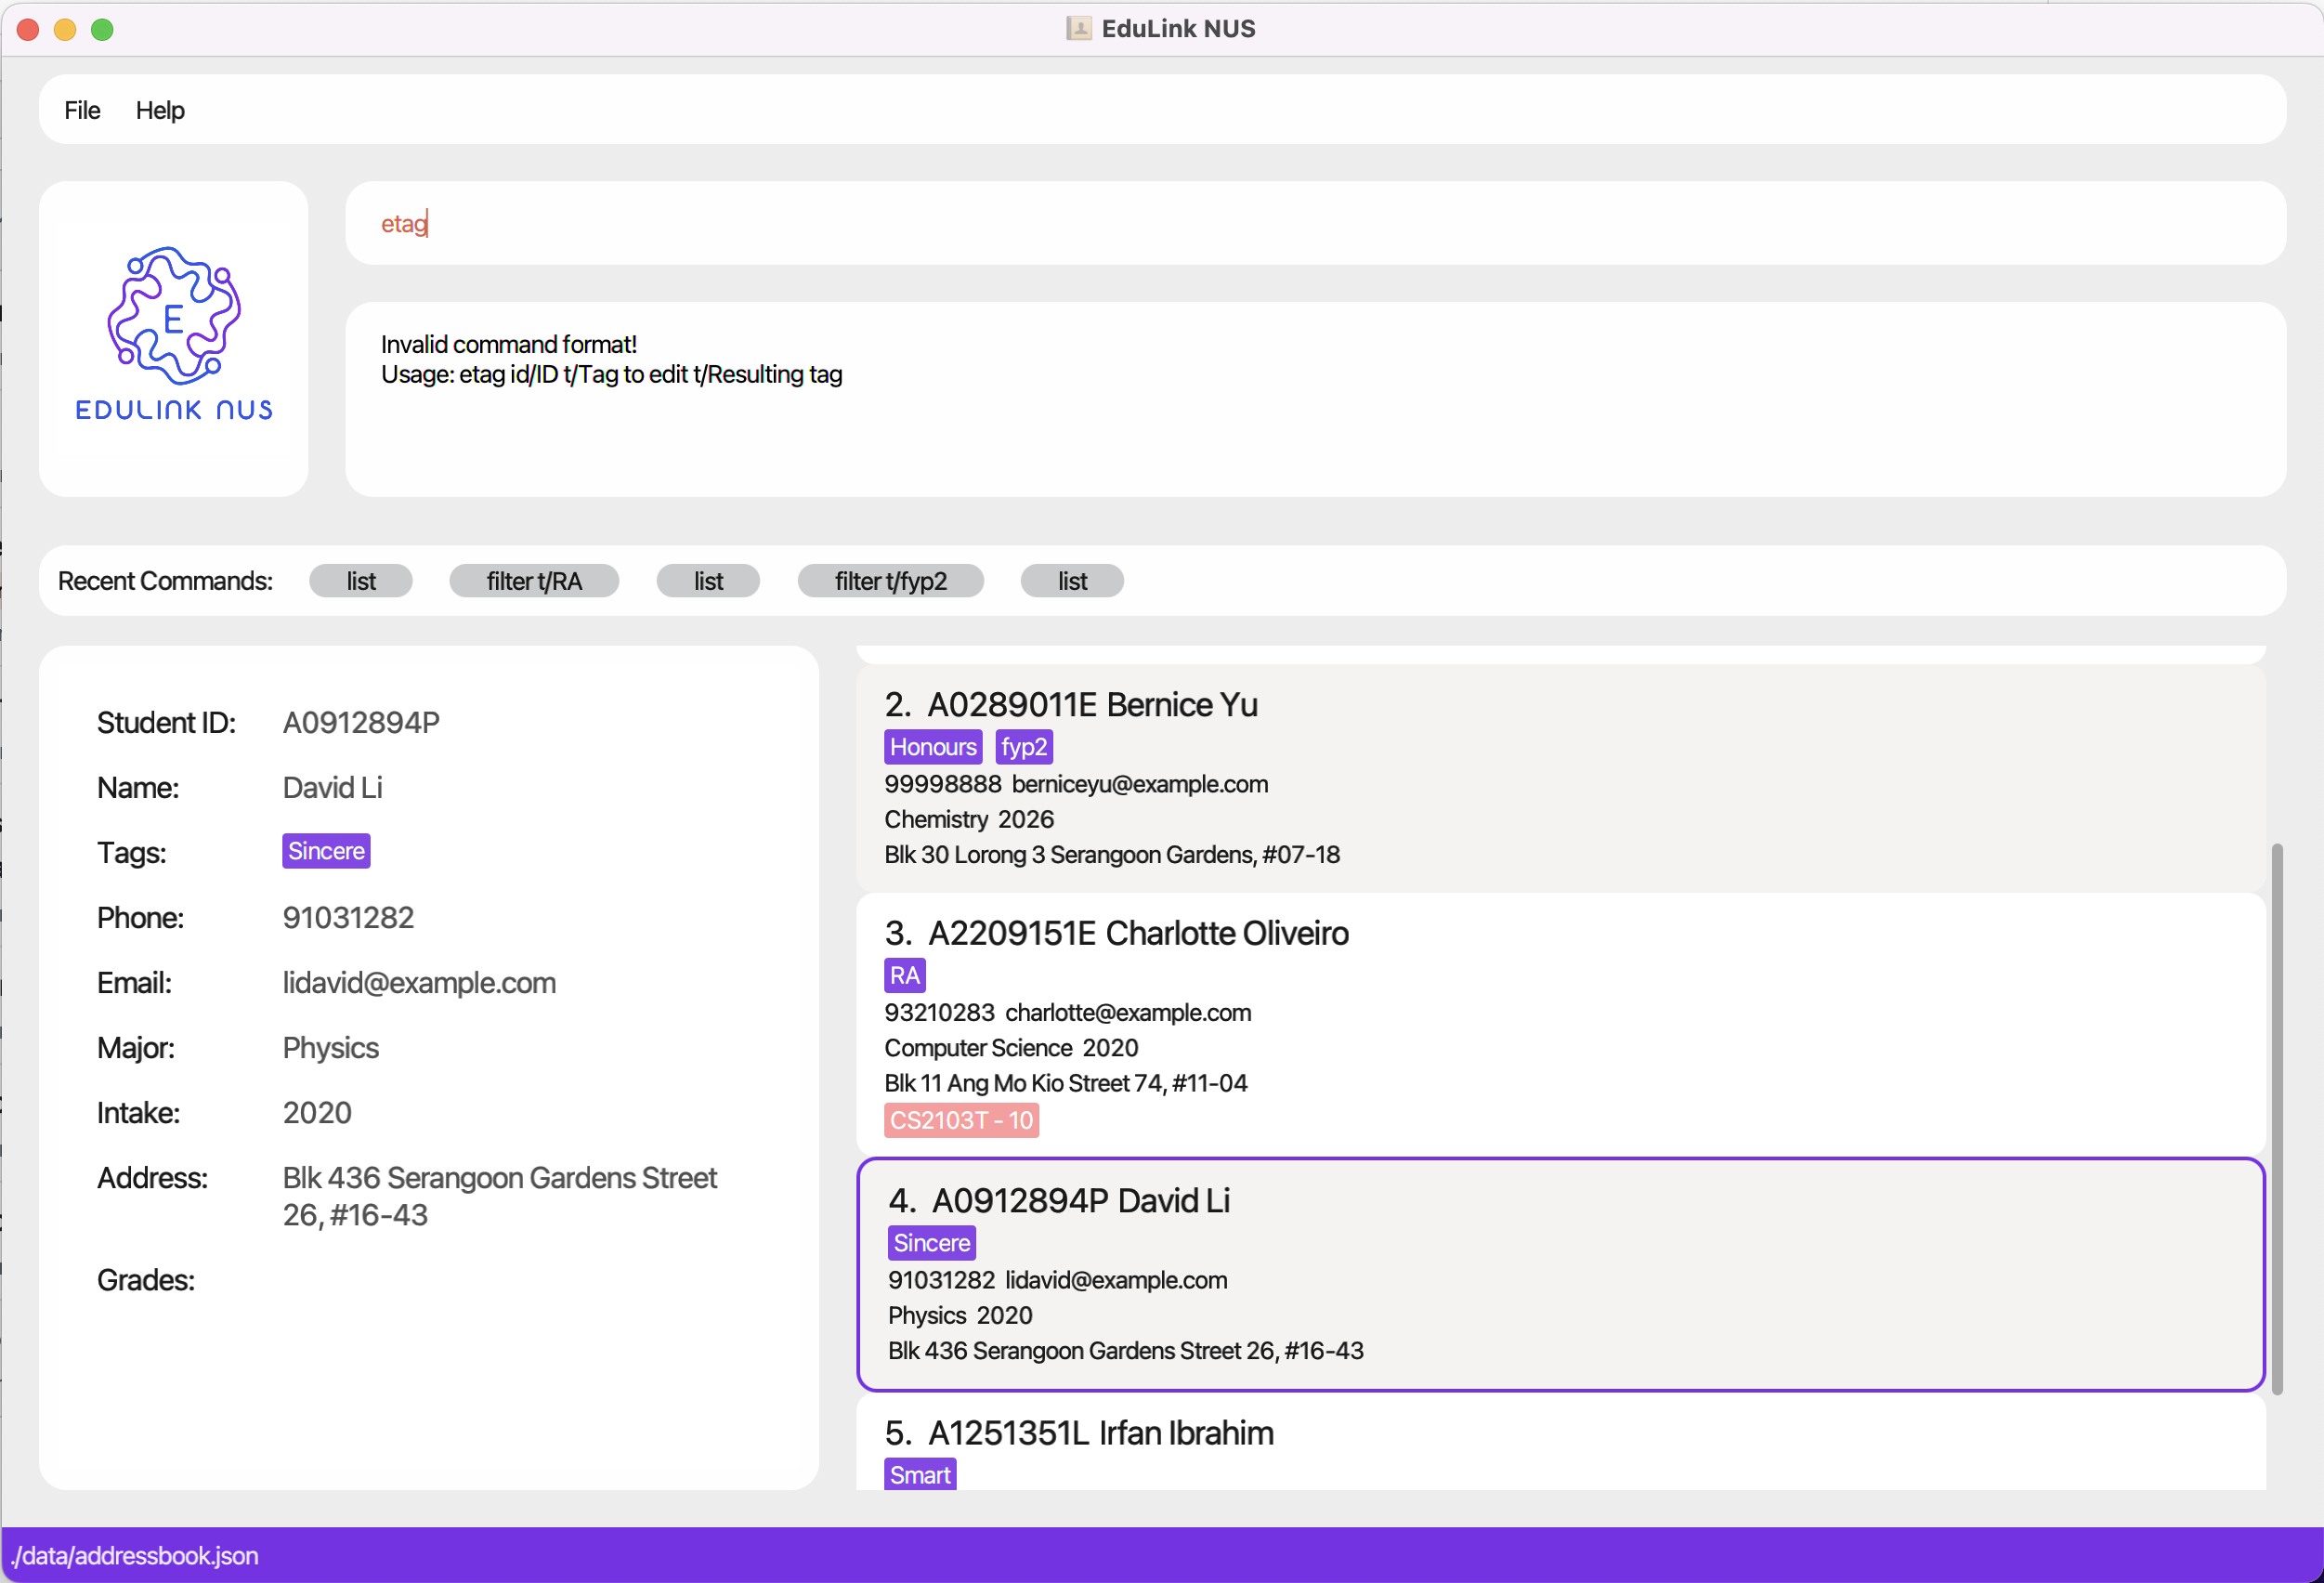 EduLink NUS
File Help
etag
E
EDULINK NUS
Invalid command format!
Usage: etag id/ID t/Tag to edit t/Resulting tag
Recent Commands: list filter t/RA list filter t/fyp2 list
Student ID: A0912894P
Name: David Li
Tags: Sincere
Phone: 91031282
Email: lidavid@example.com
Major: Physics
Intake: 2020
Address: Blk 436 Serangoon Gardens Street
26, #16-43
Grades:
2. A0289011E Bernice Yu
Honours fyp2
99998888 berniceyu@example.com
Chemistry 2026
Blk 30 Lorong 3 Serangoon Gardens, #07-18
3. A2209151E Charlotte Oliveiro
RA
93210283 charlotte@example.com
Computer Science 2020
Blk 11 Ang Mo Kio Street 74, #11-04
CS2103T - 10
4. A0912894P David Li
Sincere
91031282 lidavid@example.com
Physics 2020
Blk 436 Serangoon Gardens Street 26, #16-43
5. A1251351L Irfan Ibrahim
Smart
./data/addressbook.json